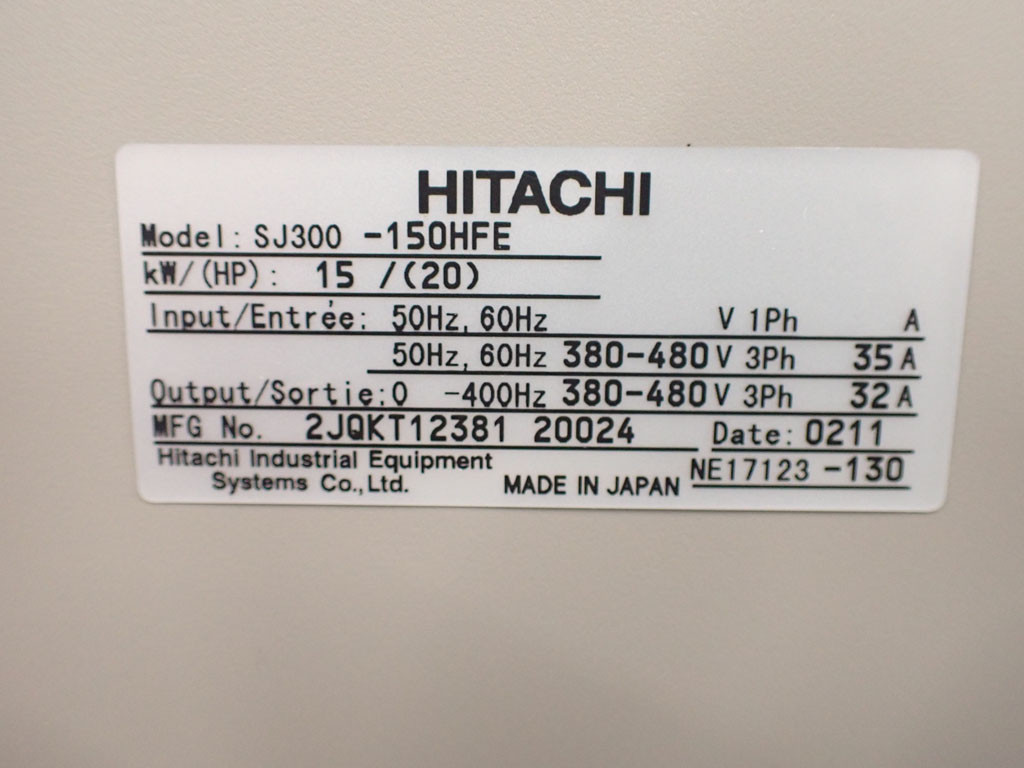 HITACHI
Model: SJ300 -150HFE
kW/(HP): 15 /(20)
Input/Entrée: 50Hz, 60Hz V 1Ph A
50Hz, 60Hz 380-480 V 3Ph 35 A
Output/Sortie: 0 -400Hz 380-480 V 3Ph 32 A
MFG No. 2JQKT12381 20024 Date: 0211
Hitachi Industrial Equipment
Systems Co., Ltd. MADE IN JAPAN NE17123 -130